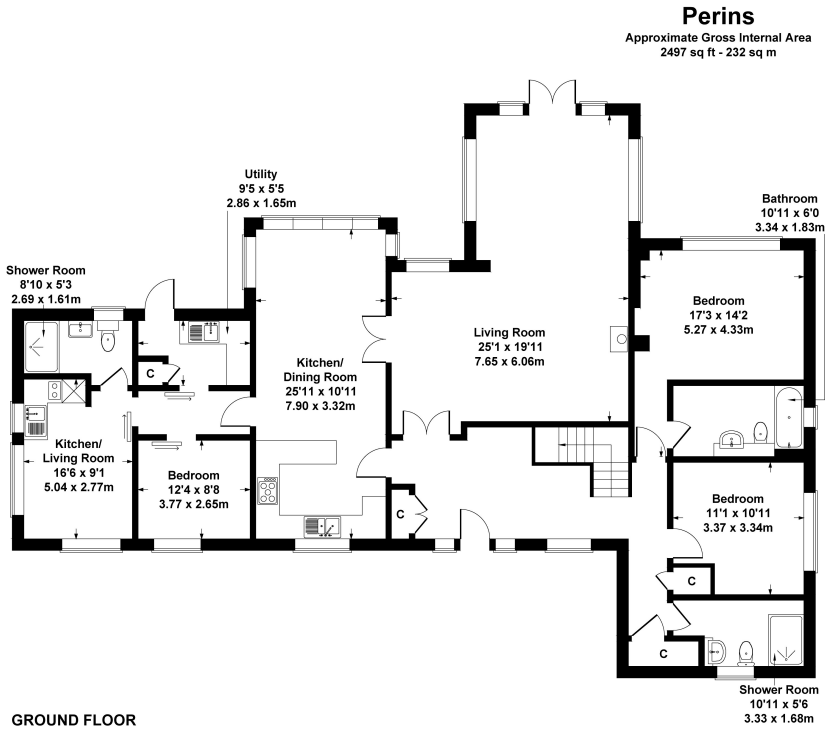 Perins
Approximate Gross Internal Area
2497 sq ft - 232 sq m
Utility
9'5 x 5'5
2.86 x 1.65m
Bathroom
10'11 x 6'0
3.34 x 1.83m
Shower Room
8'10 x 5'3
2.69 x 1.61m
Bedroom
17'3 x 14'2
5.27 x 4.33m
Living Room
25'1 x 19'11
7.65 x 6.06m
Kitchen/
Dining Room
25'11 x 10'11
7.90 x 3.32m
C
Kitchen/
Living Room
16'6 x 9'1
5.04 x 2.77m
Bedroom
12'4 x 8'8
3.77 x 2.65m
C
Bedroom
11'1 x 10'11
3.37 x 3.34m
C
C
Shower Room
10'11 x 5'6
3.33 x 1.68m
GROUND FLOOR